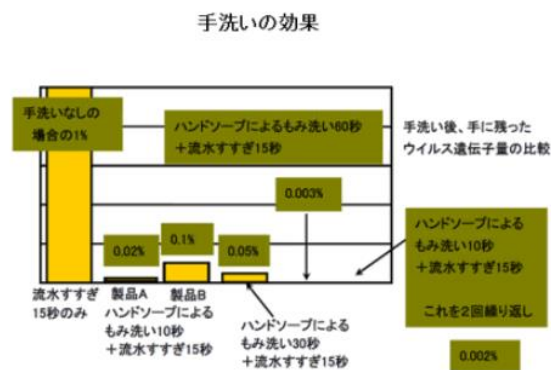 手洗いの効果
手洗いなしの
場合の1%
ハンドソープによるもみ洗い60秒
+流水すすぎ15秒
手洗い後、手に残った
ウイルス遺伝子量の比較
0.003%
ハンドソープによる
もみ洗い10秒
+流水すすぎ15秒
これを2回繰り返し
0.02%
0.1%
0.05%
流水すすぎ
15秒のみ
製品A
製品B
ハンドソープによる
もみ洗い10秒
+流水すすぎ15秒
ハンドソープによる
もみ洗い30秒
+流水すすぎ15秒
0.002%